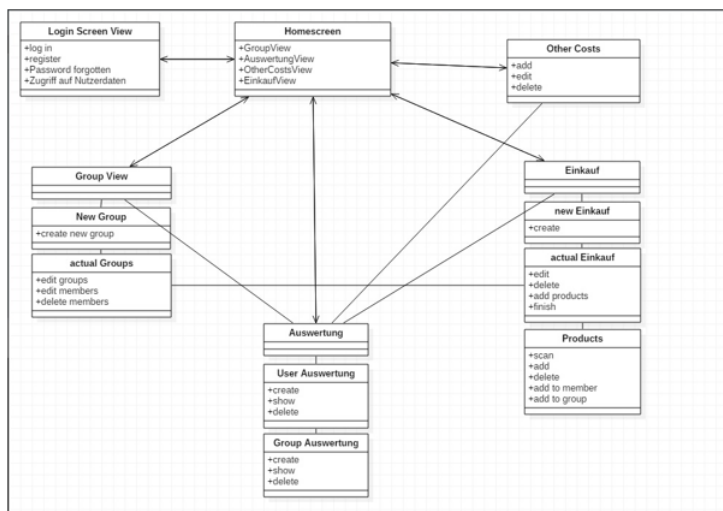 Login Screen View
+log in
+register
+Password forgotten
+Zugriff auf Nutzerdaten
Homescreen
+GroupView
+AuswertungView
+OtherCostsView
+EinkaufView
Other Costs
+add
+edit
+delete
Group View
New Group
+create new group
actual Groups
+edit groups
+edit members
+delete members
Einkauf
new Einkauf
+create
actual Einkauf
+edit
+delete
+add products
+finish
Products
+scan
+add
+delete
+add to member
+add to group
Auswertung
User Auswertung
+create
+show
+delete
Group Auswertung
+create
+show
+delete